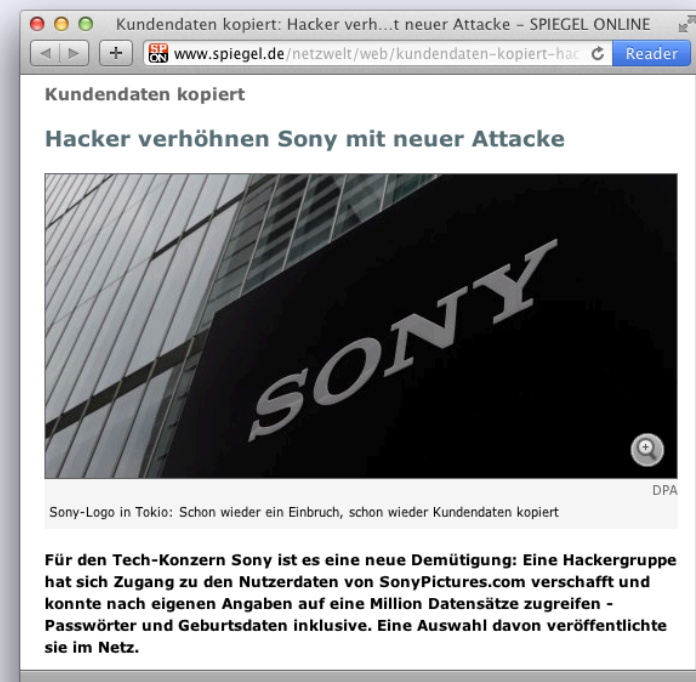 Kundendaten kopiert: Hacker verh...t neuer Attacke – SPIEGEL ONLINE
SP
ON
www.spiegel.de/netzwelt/web/kundendaten-kopiert-hac
Reader
Kundendaten kopiert
Hacker verhöhnen Sony mit neuer Attacke
SONY
DPA
Sony-Logo in Tokio: Schon wieder ein Einbruch, schon wieder Kundendaten kopiert
Für den Tech-Konzern Sony ist es eine neue Demütigung: Eine Hackergruppe
hat sich Zugang zu den Nutzerdaten von SonyPictures.com verschafft und
konnte nach eigenen Angaben auf eine Million Datensätze zugreifen -
Passwörter und Geburtsdaten inklusive. Eine Auswahl davon veröffentlichte
sie im Netz.